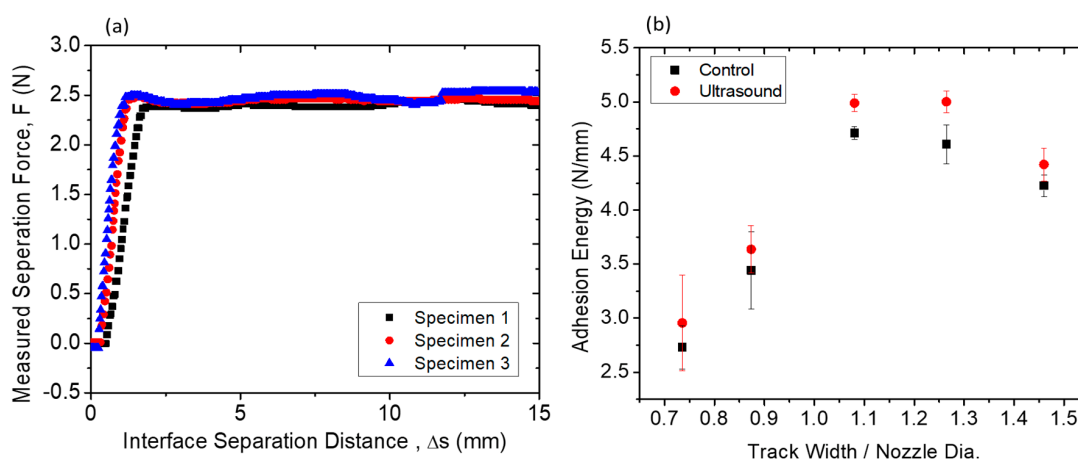 (a)
3.0
2.5
2.0
1.5
1.0
0.5
0.0
-0.5
Measured Seperation Force, F (N)
0
5
10
15
Interface Separation Distance , Δs (mm)
Specimen 1
Specimen 2
Specimen 3
(b)
5.5
5.0
4.5
4.0
3.5
3.0
2.5
Adhesion Energy (N/mm)
0.7
0.8
0.9
1.0
1.1
1.2
1.3
1.4
1.5
Track Width / Nozzle Dia.
Control
Ultrasound